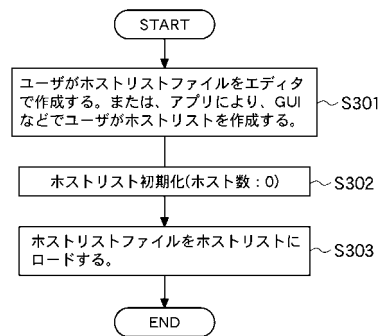 START
ユーザがホストリストファイルをエディタ
で作成する。または、アプリにより、GUI
などでユーザがホストリストを作成する。
S301
ホストリスト初期化(ホスト数:0)
S302
ホストリストファイルをホストリストに
ロードする。
S303
END